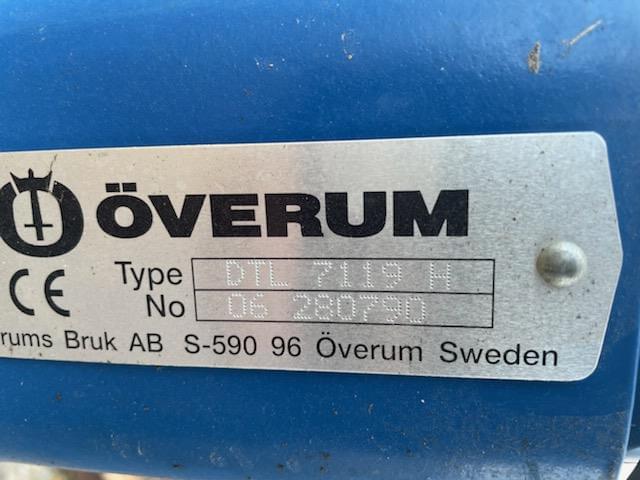 ÖVERUM
CE
Type DTL 7119 H
No 06 280790
rums Bruk AB S-590 96 Överum Sweden